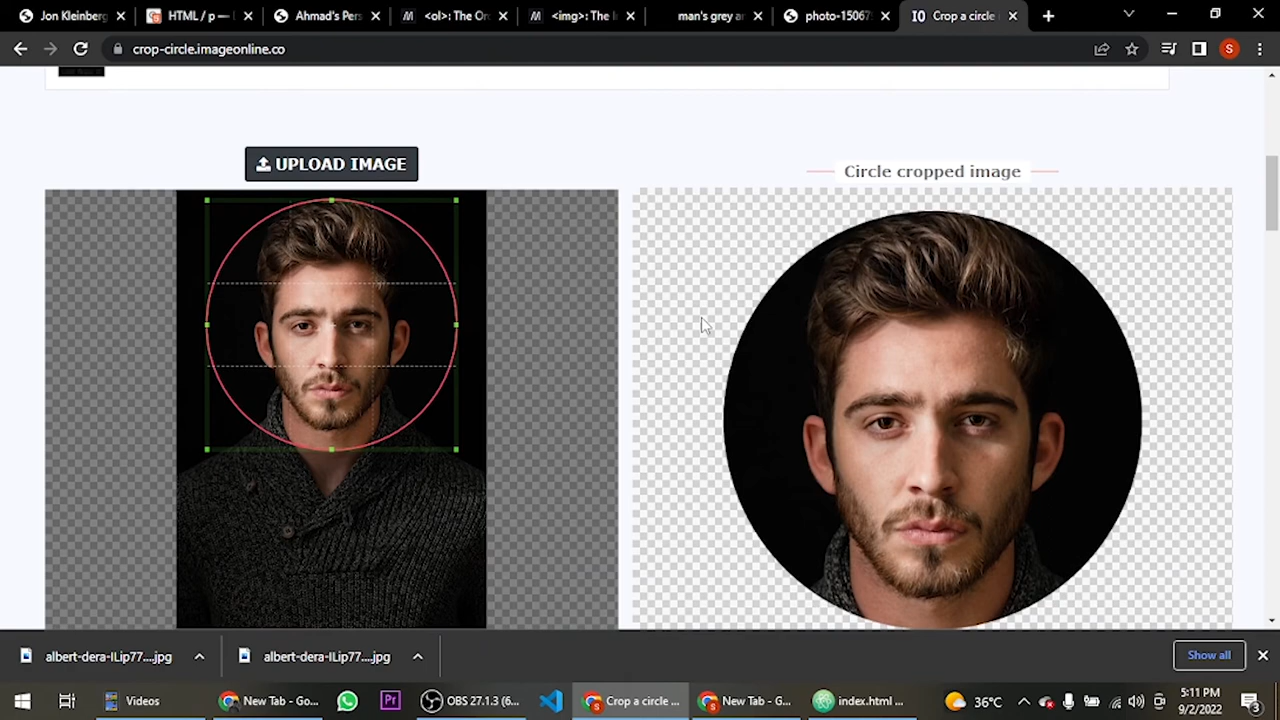 Jon Kleinberg
HTML / p —
Ahmad's Pers
<ol>: The Or
<img>: The I
man's grey a
photo-15067
Crop a circle
crop-circle.imageonline.co
S
UPLOAD IMAGE
Circle cropped image
albert-dera-ILip77....jpg
albert-dera-ILip77....jpg
Show all
Videos
New Tab - Go...
Pr
OBS 27.1.3 (6...
Crop a circle ...
New Tab - Go...
index.html ...
36°C
5:11 PM
9/2/2022
3